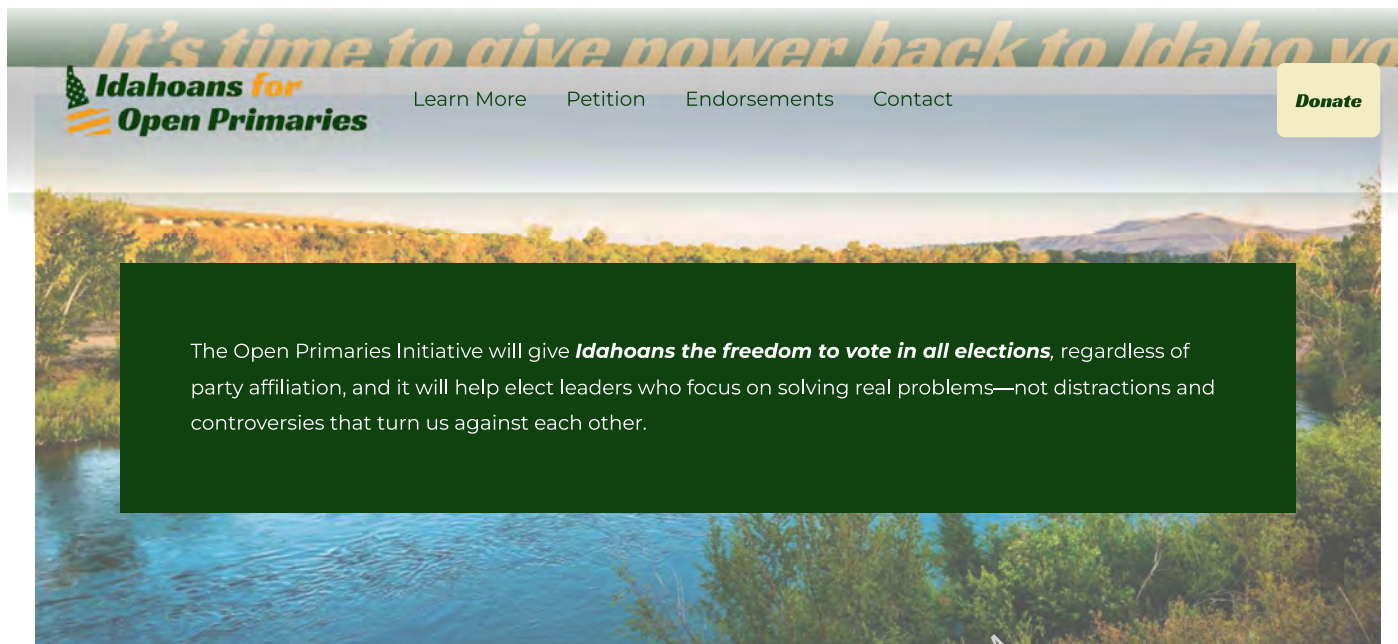 It's time to give power back to Idaho vo
Idahoans for
Open Primaries
Learn More
Petition
Endorsements
Contact
Donate
The Open Primaries Initiative will give Idahoans the freedom to vote in all elections, regardless of
party affiliation, and it will help elect leaders who focus on solving real problems—not distractions and
controversies that turn us against each other.